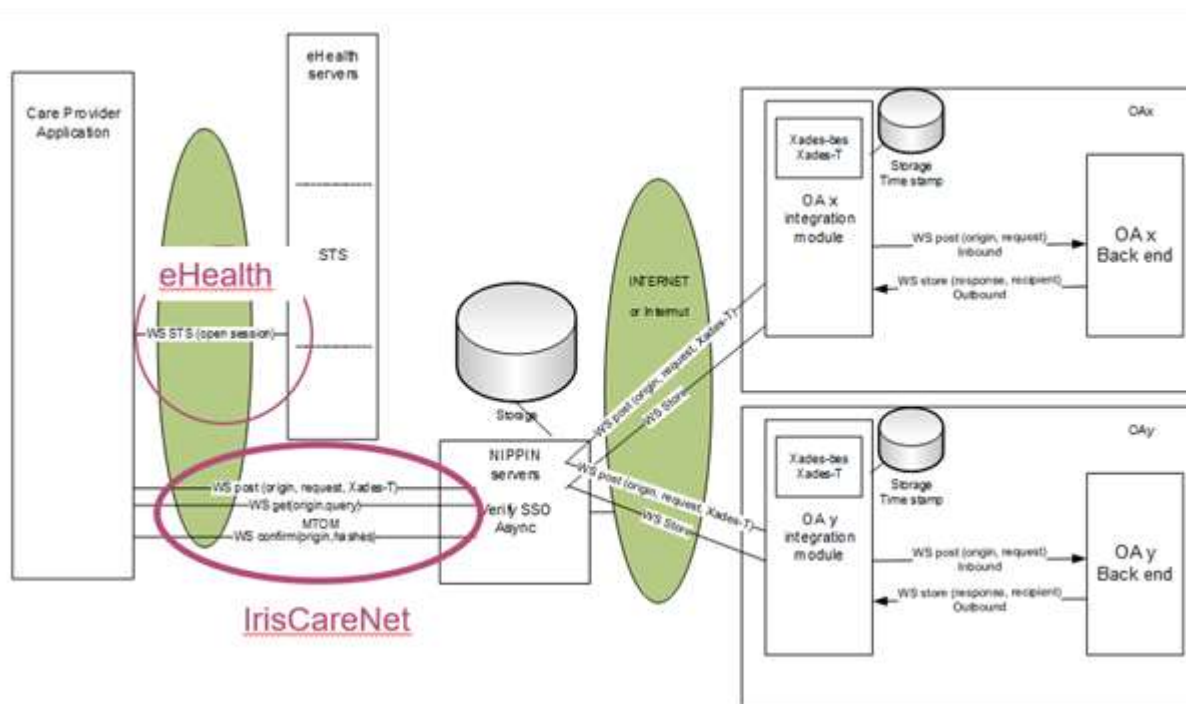 Care Provider
Application
eHealth
servers
STS
eHealth
WS STS (open session)
Storage
NIPPIN
servers
Verify SSO
Async
WS post (origin, request, Xades-T)
WS get(origin,query)
MTOM
WS confirm(origin,hashes)
IrisCareNet
INTERNET
or Internut
WS post (origin, request, Xades-T)
WS Store
WS post (origin, request, Xades-T)
WS Store
OAx
Xades-bes
Xades-T
Storage
Time stamp
OA x
integration
module
WS post (origin, request)
Inbound
WS store (response, recipient)
Outbound
OA x
Back end
OAy
Xades-bes
Xades-T
Storage
Time stamp
OA y
integration
module
WS post (origin, request)
Inbound
WS store (response, recipient)
Outbound
OA y
Back end